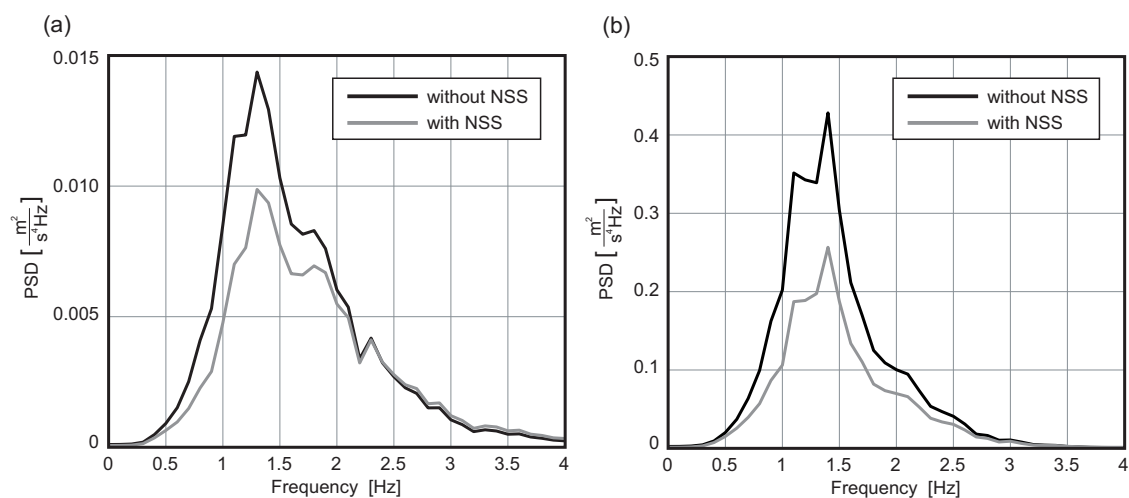 (a)
0.015
0.010
0.005
0
PSD [ m²/s⁴Hz ]
without NSS
with NSS
0 0.5 1 1.5 2 2.5 3 3.5 4
Frequency [Hz]
(b)
0.5
0.4
0.3
0.2
0.1
0
PSD [ m²/s⁴Hz ]
without NSS
with NSS
0 0.5 1 1.5 2 2.5 3 3.5 4
Frequency [Hz]